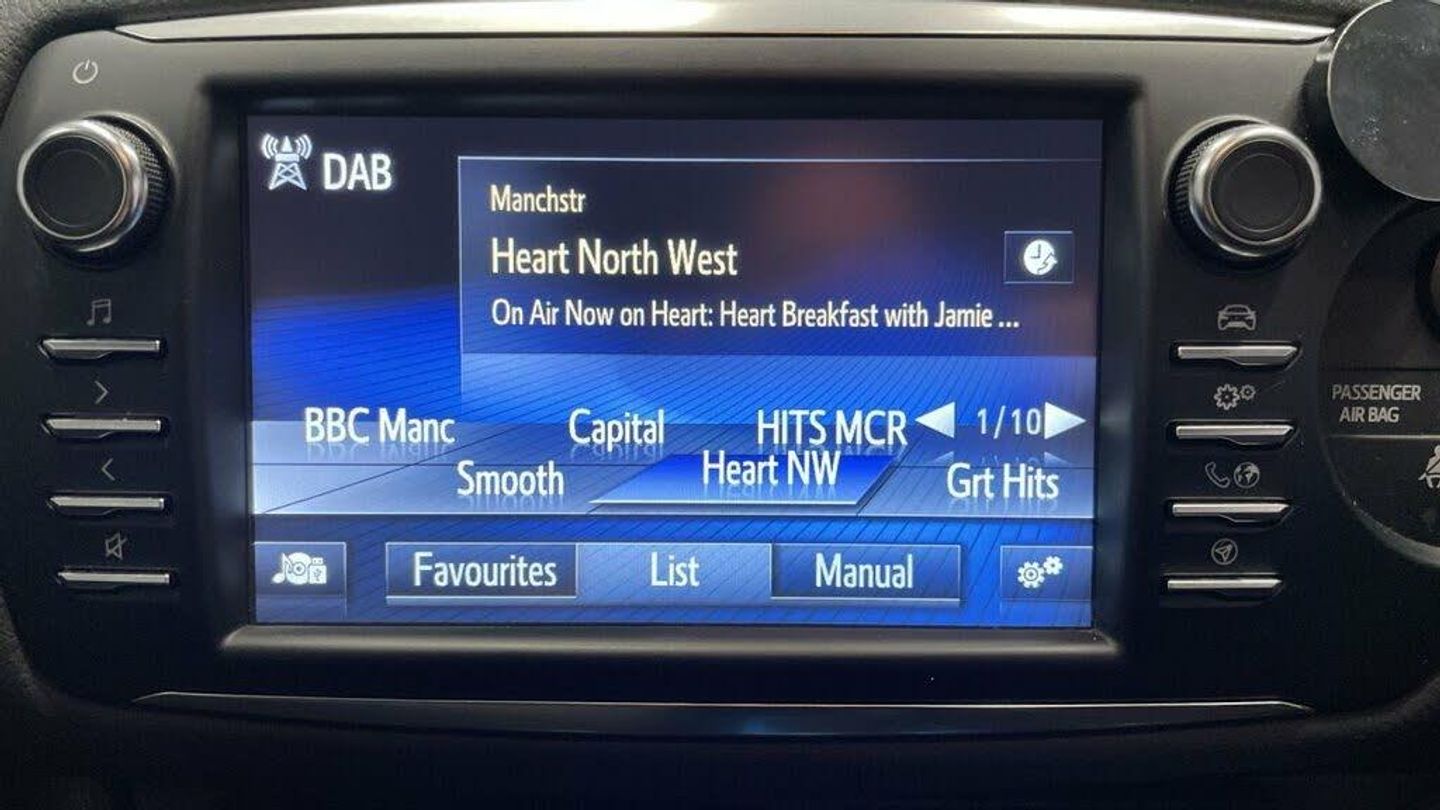 DAB
Manchstr
Heart North West
On Air Now on Heart: Heart Breakfast with Jamie ...
BBC Manc Capital HITS MCR 1/10
Smooth Heart NW Grt Hits
Favourites List Manual
PASSENGER
AIR BAG